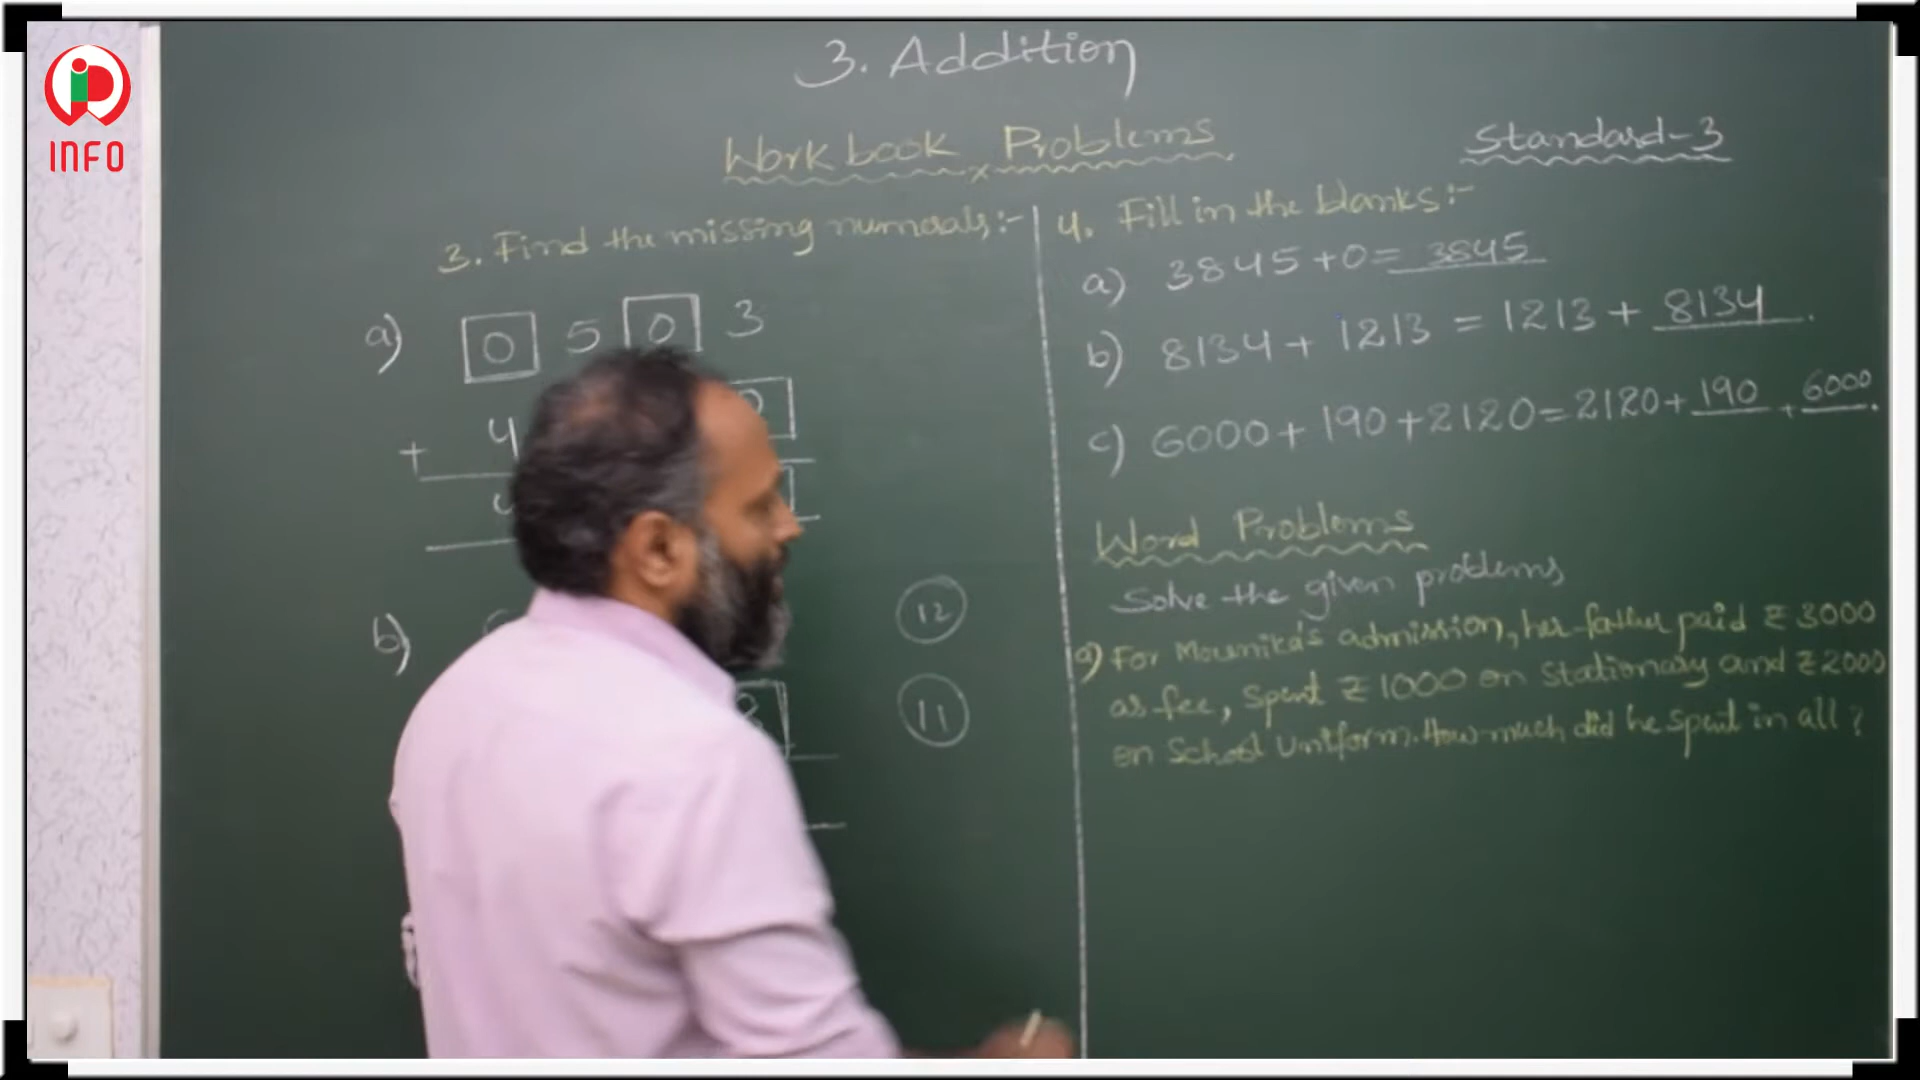 INFO
3. Addition
Work book Problems
Standard-3
3. Find the missing numerals:-
a) 0 5 0 3
+ 4
b)
8
12
11
4. Fill in the blanks:-
a) 3845+0= 3845
b) 8134 + 1213 = 1213 + 8134.
c) 6000+190+2120=2120+190+6000.
Word Problems
Solve the given problems
a) For Mounika's admission, her father paid ₹3000
as fee, spent ₹1000 on stationary and ₹2000
on School Uniform. How much did he spent in all?